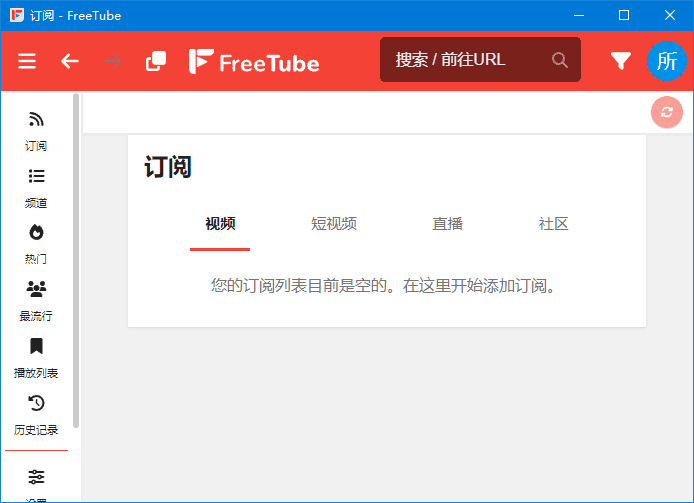 订阅 - FreeTube
FreeTube
搜索 / 前往URL
所
订阅
频道
热门
最流行
播放列表
历史记录
设置
订阅
视频
短视频
直播
社区
您的订阅列表目前是空的。在这里开始添加订阅。